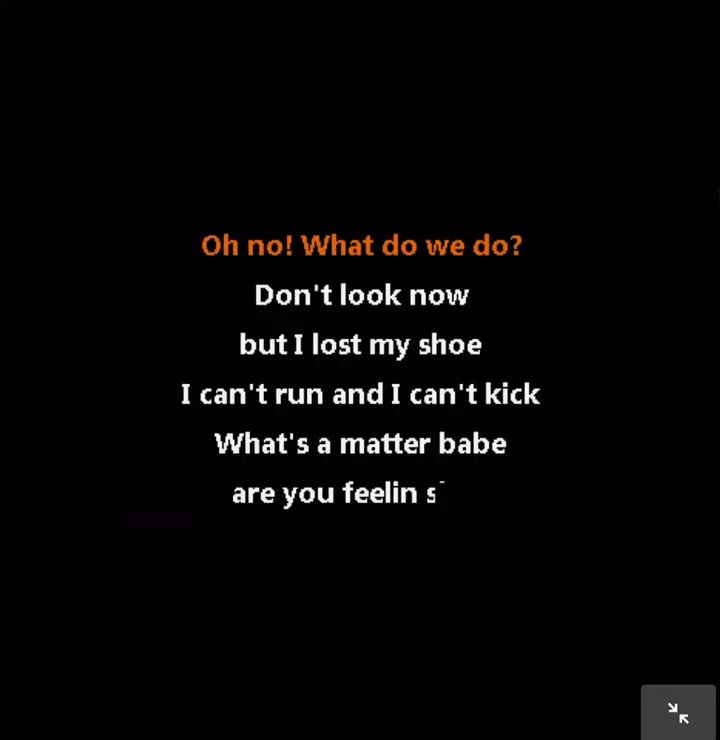 Oh no! What do we do?
Don't look now
but I lost my shoe
I can't run and I can't kick
What's a matter babe
are you feelin